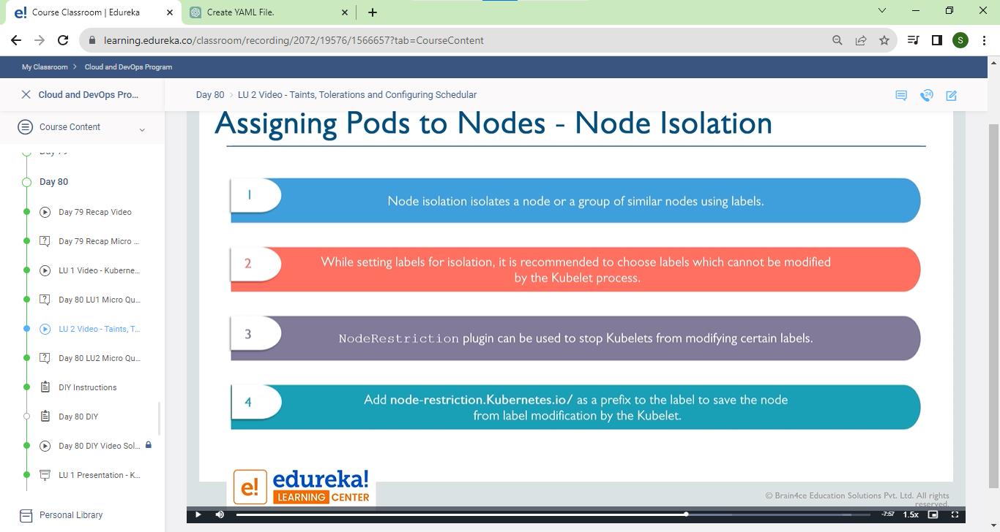 Course Classroom | Edureka
Create YAML File.
learning.edureka.co/classroom/recording/2072/19576/1566657?tab=CourseContent
S
My Classroom > Cloud and DevOps Program
Cloud and DevOps Pro...
Day 80 > LU 2 Video - Taints, Tolerations and Configuring Schedular
24
Course Content
Day 79
Day 80
Day 79 Recap Video
Day 79 Recap Micro ...
LU 1 Video - Kuberne...
Day 80 LU1 Micro Qu...
LU 2 Video - Taints, T...
Day 80 LU2 Micro Qu...
DIY Instructions
Day 80 DIY
Day 80 DIY Video Sol...
LU 1 Presentation - K...
Personal Library
Assigning Pods to Nodes - Node Isolation
1
Node isolation isolates a node or a group of similar nodes using labels.
2
While setting labels for isolation, it is recommended to choose labels which cannot be modified
by the Kubelet process.
3
NodeRestriction plugin can be used to stop Kubelets from modifying certain labels.
4
Add node-restriction.Kubernetes.io/ as a prefix to the label to save the node
from label modification by the Kubelet.
e!
edureka!
LEARNING CENTER
© Brain4ce Education Solutions Pvt. Ltd. All rights
reserved.
-7:57
1.5x